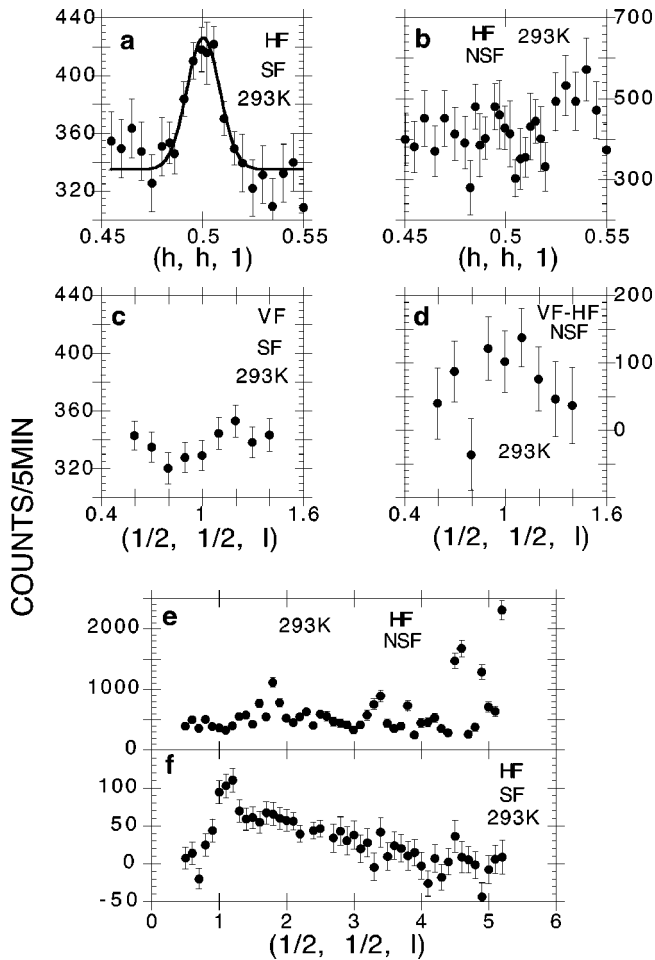 COUNTS/5MIN
a
HF
SF
293K
440
400
360
320
0.45
0.5
0.55
(h, h, 1)
b
HF
NSF
293K
700
500
300
0.45
0.5
0.55
(h, h, 1)
c
VF
SF
293K
440
400
360
320
0.4
1
1.6
(1/2, 1/2, l)
d
VF-HF
NSF
293K
200
100
0
0.4
1
1.6
(1/2, 1/2, l)
e
293K
HF
NSF
2000
1000
0
f
HF
SF
293K
100
50
0
-50
0
1
2
3
4
5
6
(1/2, 1/2, l)